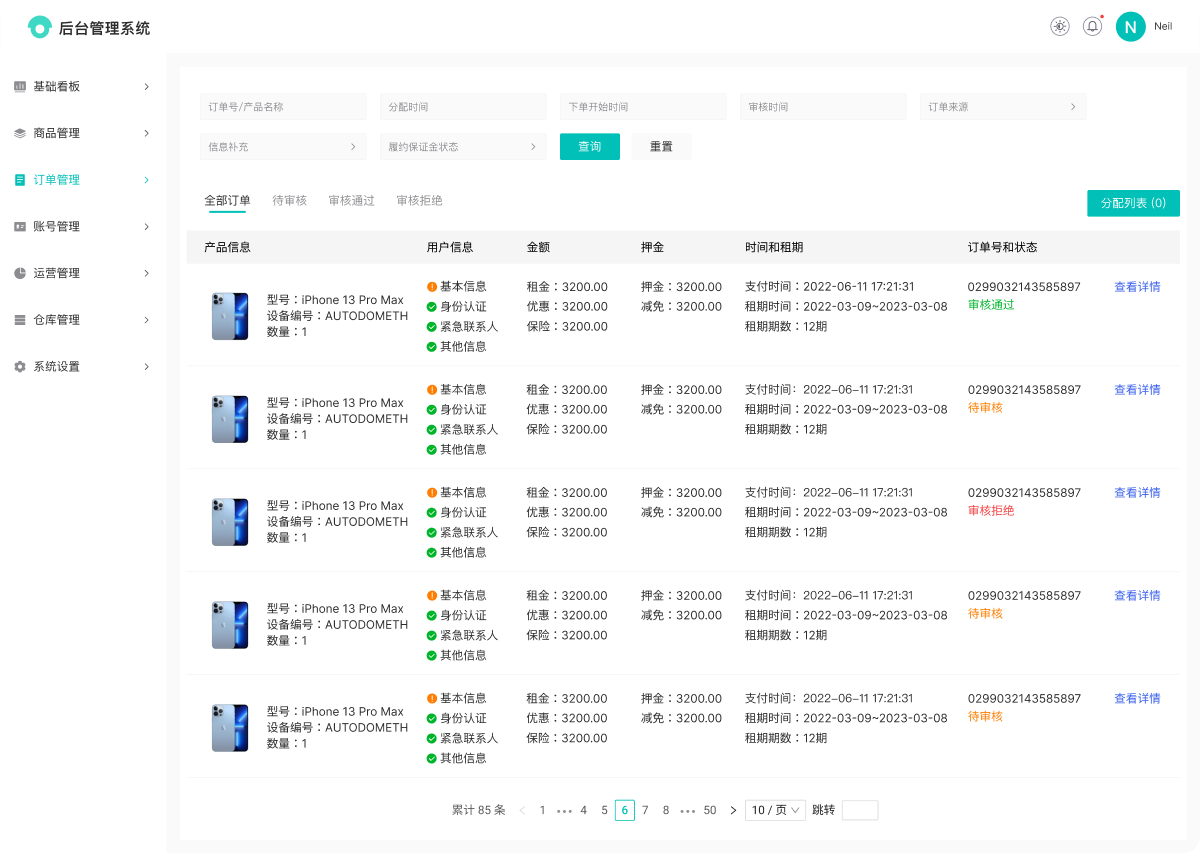 后台管理系统
N
Neil
基础看板
商品管理
订单管理
账号管理
运营管理
仓库管理
系统设置
订单号/产品名称
分配时间
下单开始时间
审核时间
订单来源
信息补充
履约保证金状态
查询
重置
全部订单
待审核
审核通过
审核拒绝
分配列表 (0)
产品信息
用户信息
金额
押金
时间和租期
订单号和状态
型号：iPhone 13 Pro Max
设备编号：AUTODOMETH
数量：1
基本信息
身份认证
紧急联系人
其他信息
租金：3200.00
优惠：3200.00
保险：3200.00
押金：3200.00
减免：3200.00
支付时间：2022-06-11 17:21:31
租期时间：2022-03-09~2023-03-08
租期期数：12期
0299032143585897
审核通过
查看详情
型号：iPhone 13 Pro Max
设备编号：AUTODOMETH
数量：1
基本信息
身份认证
紧急联系人
其他信息
租金：3200.00
优惠：3200.00
保险：3200.00
押金：3200.00
减免：3200.00
支付时间：2022-06-11 17:21:31
租期时间：2022-03-09~2023-03-08
租期期数：12期
0299032143585897
待审核
查看详情
型号：iPhone 13 Pro Max
设备编号：AUTODOMETH
数量：1
基本信息
身份认证
紧急联系人
其他信息
租金：3200.00
优惠：3200.00
保险：3200.00
押金：3200.00
减免：3200.00
支付时间：2022-06-11 17:21:31
租期时间：2022-03-09~2023-03-08
租期期数：12期
0299032143585897
审核拒绝
查看详情
型号：iPhone 13 Pro Max
设备编号：AUTODOMETH
数量：1
基本信息
身份认证
紧急联系人
其他信息
租金：3200.00
优惠：3200.00
保险：3200.00
押金：3200.00
减免：3200.00
支付时间：2022-06-11 17:21:31
租期时间：2022-03-09~2023-03-08
租期期数：12期
0299032143585897
待审核
查看详情
型号：iPhone 13 Pro Max
设备编号：AUTODOMETH
数量：1
基本信息
身份认证
紧急联系人
其他信息
租金：3200.00
优惠：3200.00
保险：3200.00
押金：3200.00
减免：3200.00
支付时间：2022-06-11 17:21:31
租期时间：2022-03-09~2023-03-08
租期期数：12期
0299032143585897
待审核
查看详情
累计 85 条 < 1 ••• 4 5 6 7 8 ••• 50 > 10 / 页 跳转